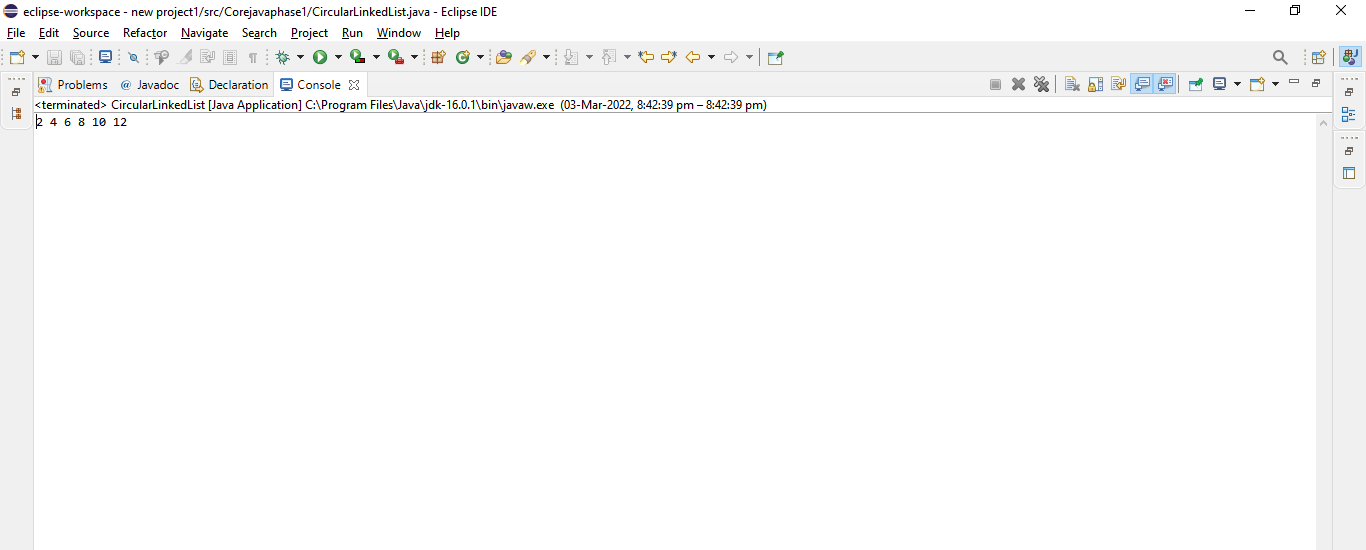 eclipse-workspace - new project1/src/Corejavaphase1/CircularLinkedList.java - Eclipse IDE
File Edit Source Refactor Navigate Search Project Run Window Help
Problems @ Javadoc Declaration Console
<terminated> CircularLinkedList [Java Application] C:\Program Files\Java\jdk-16.0.1\bin\javaw.exe (03-Mar-2022, 8:42:39 pm – 8:42:39 pm)
2 4 6 8 10 12